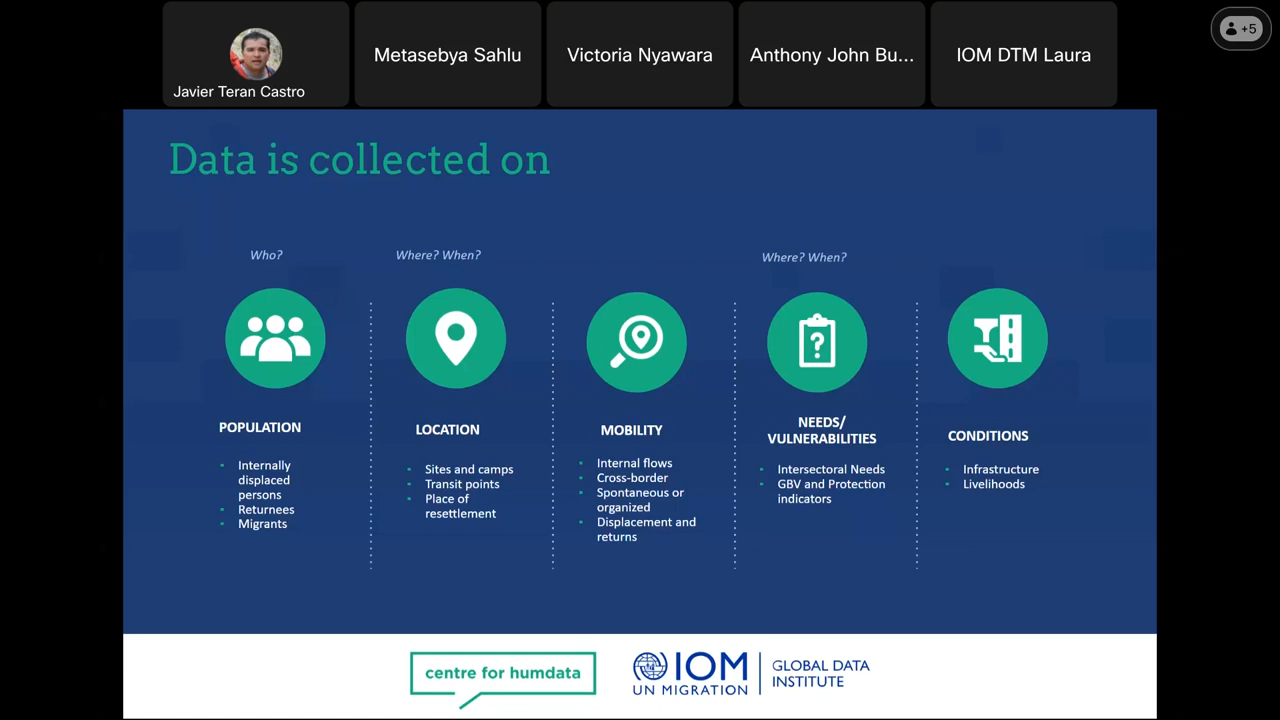 Javier Teran Castro
Metasebya Sahlu
Victoria Nyawara
Anthony John Bu...
IOM DTM Laura
+5
Data is collected on
Who?
Where? When?
Where? When?
POPULATION
Internally
displaced
persons
Returnees
Migrants
LOCATION
Sites and camps
Transit points
Place of
resettlement
MOBILITY
Internal flows
Cross-border
Spontaneous or
organized
Displacement and
returns
?
NEEDS/
VULNERABILITIES
Intersectoral Needs
GBV and Protection
indicators
CONDITIONS
Infrastructure
Livelihoods
centre for humdata
IOM
UN MIGRATION
GLOBAL DATA
INSTITUTE